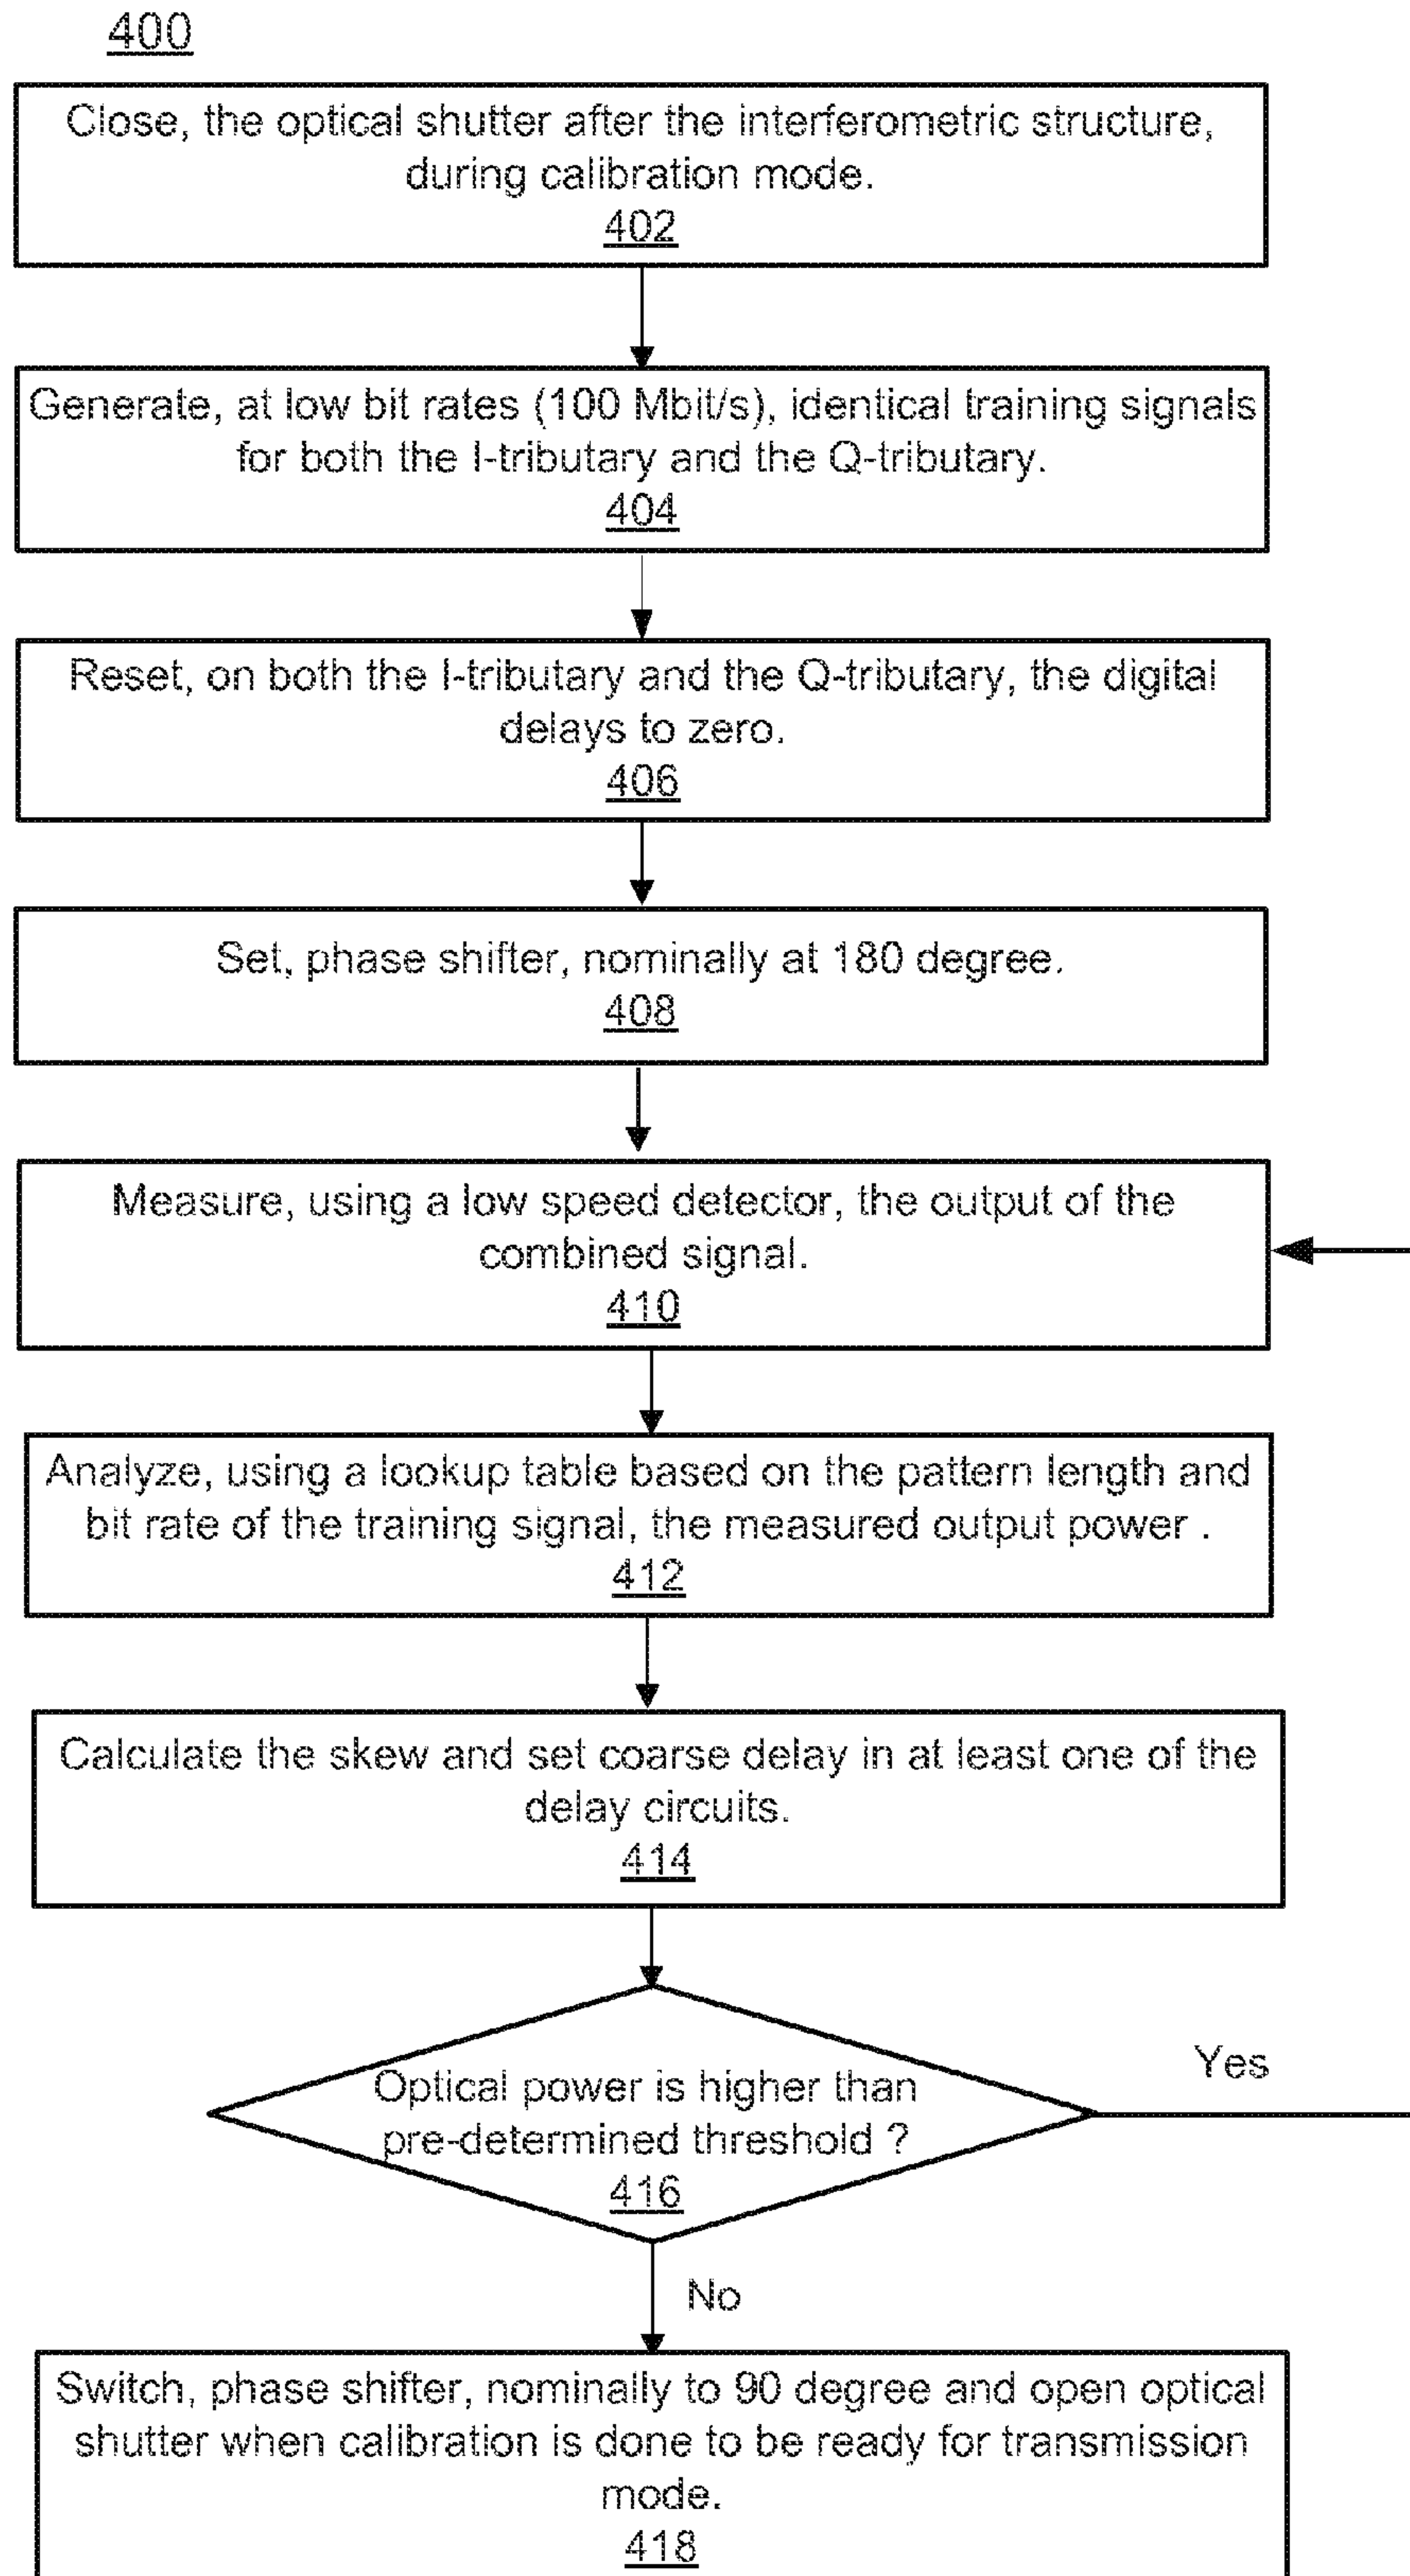 400
Close, the optical shutter after the interferometric structure,
during calibration mode.
402
Generate, at low bit rates (100 Mbit/s), identical training signals
for both the I-tributary and the Q-tributary.
404
Reset, on both the I-tributary and the Q-tributary, the digital
delays to zero.
406
Set, phase shifter, nominally at 180 degree.
408
Measure, using a low speed detector, the output of the
combined signal.
410
Analyze, using a lookup table based on the pattern length and
bit rate of the training signal, the measured output power .
412
Calculate the skew and set coarse delay in at least one of the
delay circuits.
414
Yes
Optical power is higher than
pre-determined threshold ?
416
No
Switch, phase shifter, nominally to 90 degree and open optical
shutter when calibration is done to be ready for transmission
mode.
418